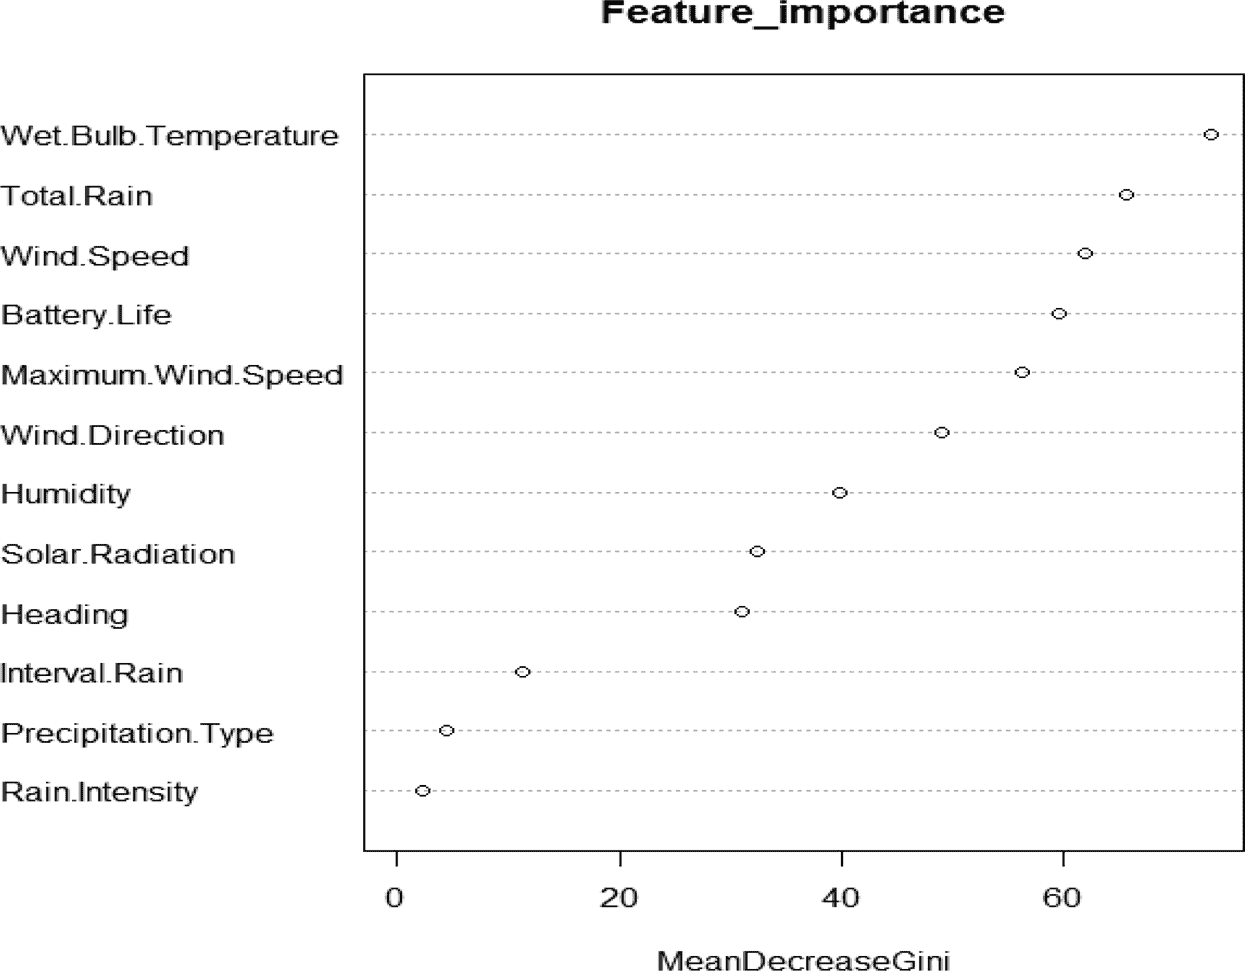 Feature_importance
Wet.Bulb.Temperature
Total.Rain
Wind.Speed
Battery.Life
Maximum.Wind.Speed
Wind.Direction
Humidity
Solar.Radiation
Heading
Interval.Rain
Precipitation.Type
Rain.Intensity
0 20 40 60
MeanDecreaseGini